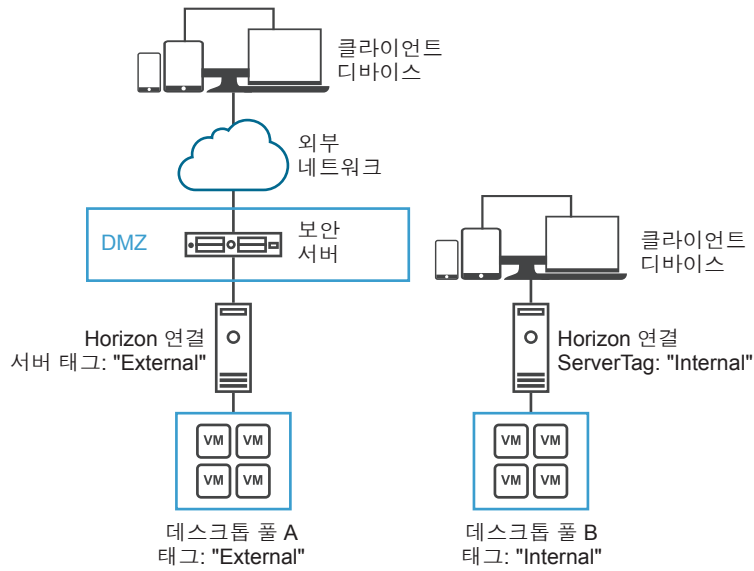 클라이언트
디바이스
외부
네트워크
DMZ
보안
서버
클라이언트
디바이스
Horizon 연결
서버 태그: "External"
Horizon 연결
ServerTag: "Internal"
VM VM
VM VM
VM VM
VM VM
데스크톱 풀 A
태그: "External"
데스크톱 풀 B
태그: "Internal"